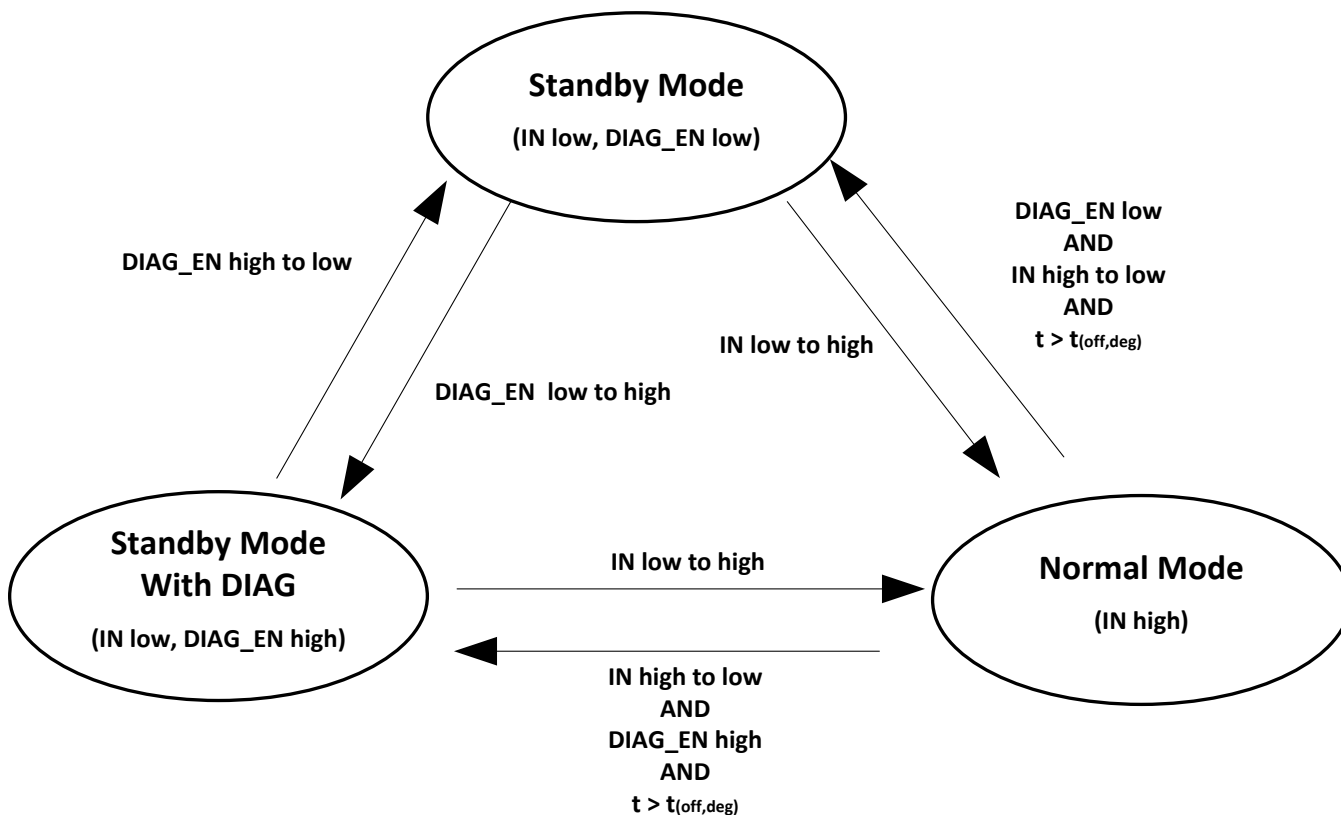 Standby Mode
(IN low, DIAG_EN low)
DIAG_EN high to low
DIAG_EN low to high
IN low to high
DIAG_EN low
AND
IN high to low
AND
t > t(off,deg)
Standby Mode
With DIAG
(IN low, DIAG_EN high)
IN low to high
IN high to low
AND
DIAG_EN high
AND
t > t(off,deg)
Normal Mode
(IN high)